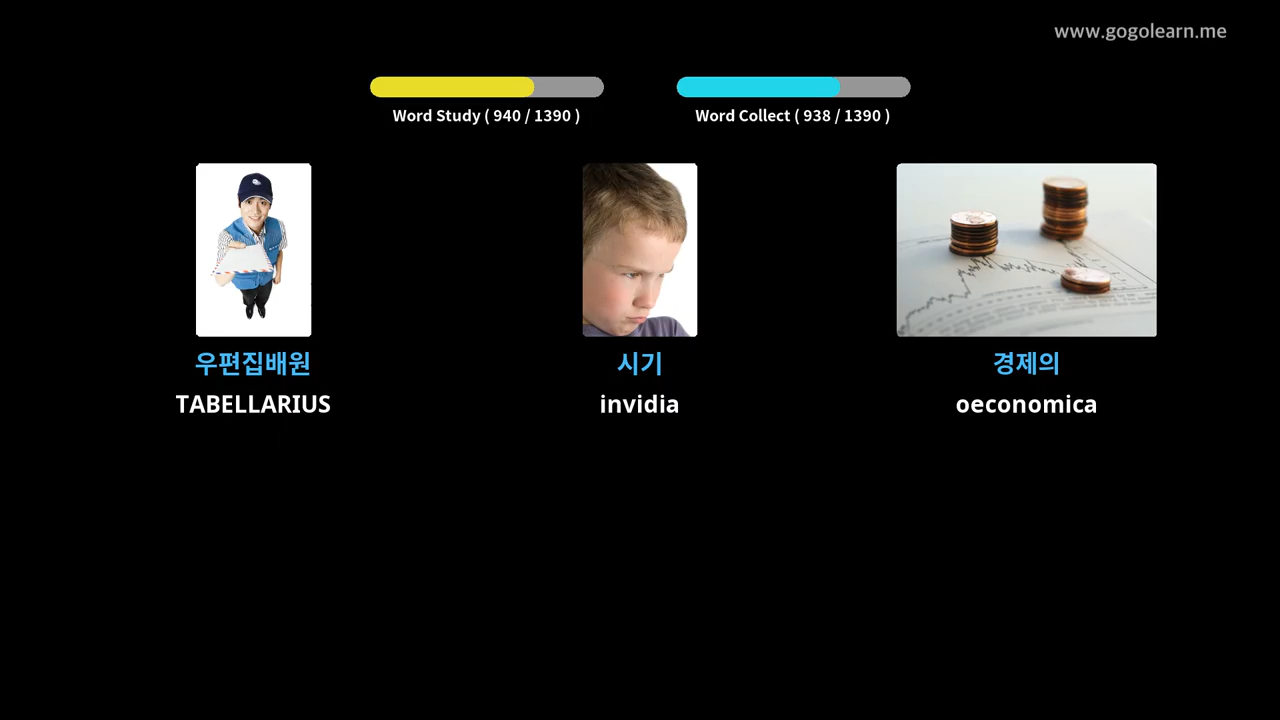 www.gogolearn.me
Word Study ( 940 / 1390 )
Word Collect ( 938 / 1390 )
우편집배원
시기
경제의
TABELLARIUS
invidia
oeconomica